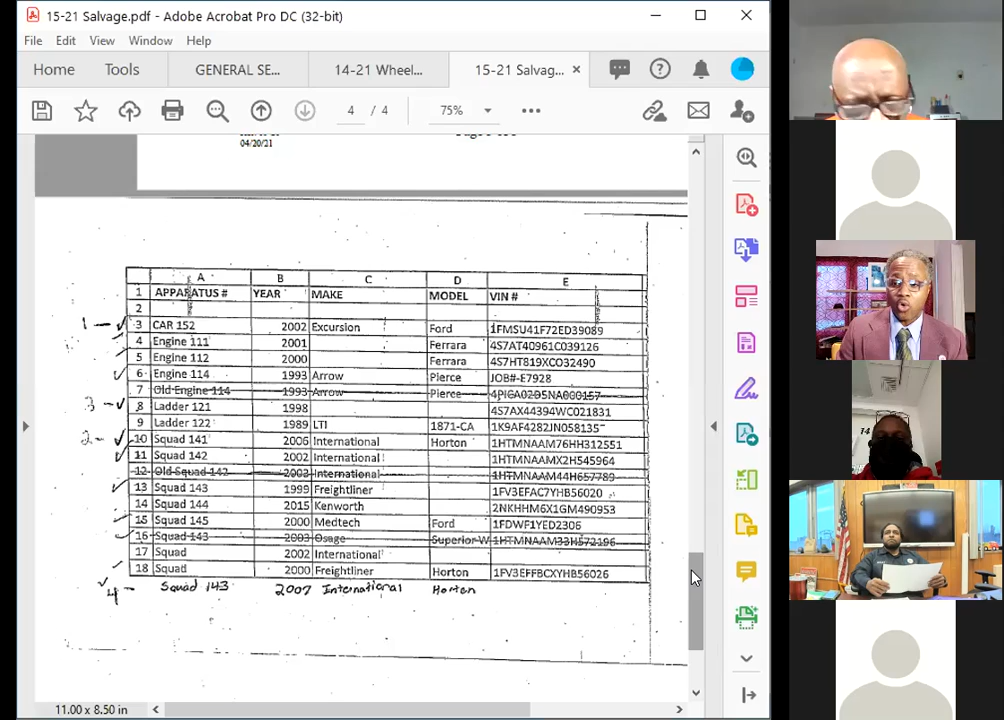 15-21 Salvage.pdf - Adobe Acrobat Pro DC (32-bit)
File Edit View Window Help
Home Tools GENERAL SE... 14-21 Wheel... 15-21 Salvag... ×
4 / 4 75%
04/20/21
A B C D E
1 APPARATUS # YEAR MAKE MODEL VIN #
2
1 - 3 CAR 152 2002 Excursion Ford 1FMSU41F72ED39089
4 Engine 111 2001 Ferrara 4S7AT40961C039126
5 Engine 112 2000 Ferrara 4S7HT819XCO32490
6 Engine 114 1993 Arrow Pierce JOB#-E7928
7 Old Engine 114 1993 Arrow Pierce 4PICA02D5NA000157
3 - 8 Ladder 121 1998 4S7AX44394WC021831
9 Ladder 122 1989 LTI 1871-CA 1K9AF4282JN058135
2 - 10 Squad 141 2006 International Horton 1HTMNAAM76HH312551
11 Squad 142 2002 International 1HTMNAAMX2H545964
12 Old Squad 142 2003 International 1HTMNAAM44H657789
13 Squad 143 1999 Freightliner 1FV3EFAC7YHB56020
14 Squad 144 2015 Kenworth 2NKHHM6X1GM490953
15 Squad 145 2000 Medtech Ford 1FDWF1YED2306
16 Squad 143 2003 Osage Superior W 1HTMNAAM33H572196
17 Squad 2002 International
18 Squad 2000 Freightliner Horton 1FV3EFFBCXYHB56026
4 - Squad 143 2007 International Horton
11.00 x 8.50 in
14